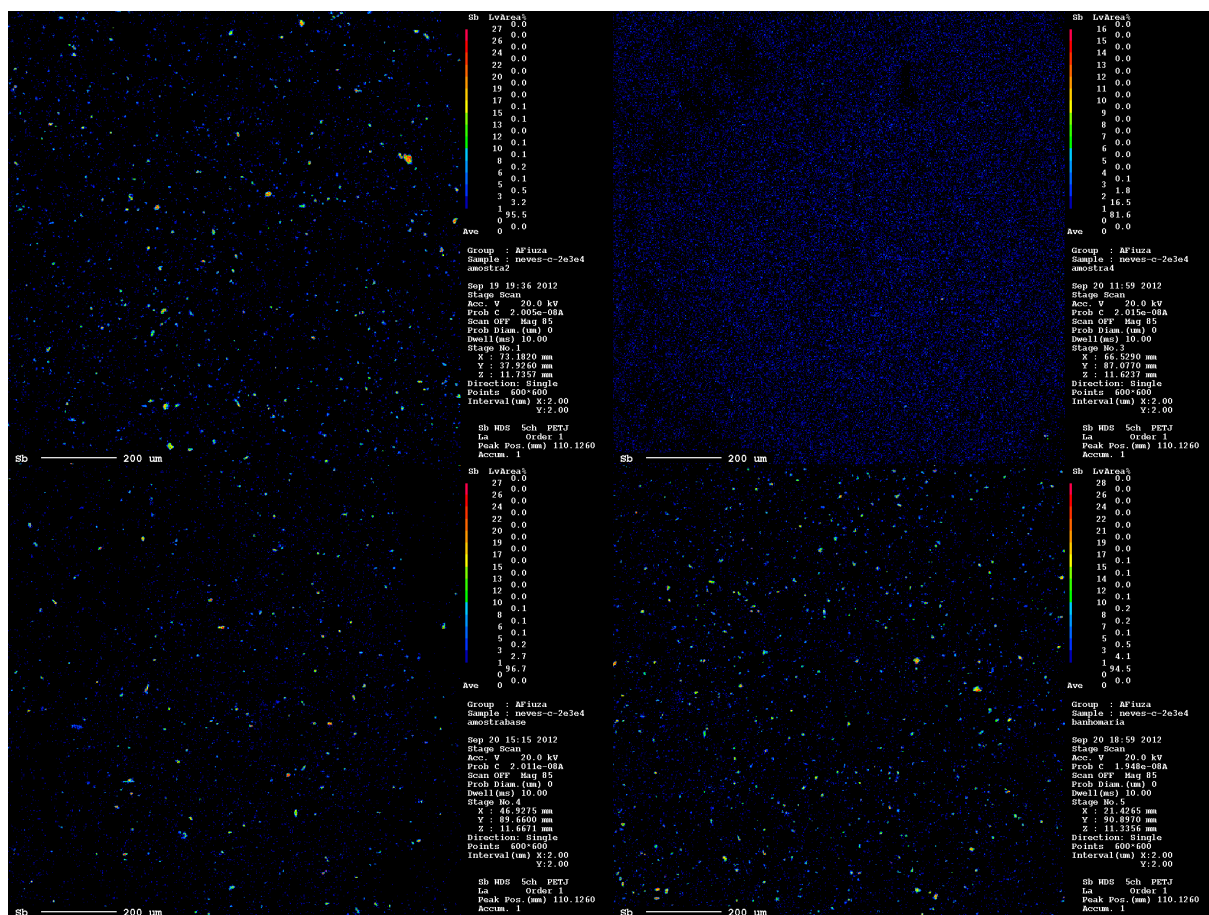 Sb LvArea%
0.0
27
0.0
26
0.0
24
0.0
22
0.0
20
0.0
19
0.0
17
0.1
15
0.0
13
0.0
12
0.1
10
0.1
8
0.2
6
0.1
5
0.5
3
3.2
1
95.5
0
0.0
Ave 0
Group : AFiuza
Sample : neves-c-2e3e4
amostra2
Sep 19 19:36 2012
Stage Scan
Acc. V 20.0 kV
Prob C 2.005e-08A
Scan OFF Mag 85
Prob Diam.(um) 0
Dwell(ms) 10.00
Stage No.1
X : 73.1820 mm
Y : 37.9260 mm
Z : 11.7357 mm
Direction: Single
Points 600*600
Interval(um) X:2.00
Y:2.00
Sb WDS 5ch PETJ
La Order 1
Peak Pos.(mm) 110.1260
Accum. 1
Sb 200 um
Sb LvArea%
0.0
16
0.0
15
0.0
14
0.0
13
0.0
12
0.0
11
0.0
10
0.0
9
0.0
8
0.0
7
0.0
6
0.0
5
0.0
4
0.1
3
1.8
2
16.5
1
81.6
0
0.0
Ave 0
Group : AFiuza
Sample : neves-c-2e3e4
amostra4
Sep 20 11:59 2012
Stage Scan
Acc. V 20.0 kV
Prob C 2.015e-08A
Scan OFF Mag 85
Prob Diam.(um) 0
Dwell(ms) 10.00
Stage No.3
X : 66.5290 mm
Y : 87.0770 mm
Z : 11.6237 mm
Direction: Single
Points 600*600
Interval(um) X:2.00
Y:2.00
Sb WDS 5ch PETJ
La Order 1
Peak Pos.(mm) 110.1260
Accum. 1
Sb 200 um
Sb LvArea%
0.0
27
0.0
26
0.0
24
0.0
22
0.0
20
0.0
19
0.0
17
0.0
15
0.0
13
0.0
12
0.0
10
0.1
8
0.1
6
0.1
5
0.2
3
2.7
1
96.7
0
0.0
Ave 0
Group : AFiuza
Sample : neves-c-2e3e4
amostrabase
Sep 20 15:15 2012
Stage Scan
Acc. V 20.0 kV
Prob C 2.011e-08A
Scan OFF Mag 85
Prob Diam.(um) 0
Dwell(ms) 10.00
Stage No.4
X : 46.9275 mm
Y : 89.6600 mm
Z : 11.6671 mm
Direction: Single
Points 600*600
Interval(um) X:2.00
Y:2.00
Sb WDS 5ch PETJ
La Order 1
Peak Pos.(mm) 110.1260
Accum. 1
Sb 200 um
Sb LvArea%
0.0
28
0.0
26
0.0
24
0.0
22
0.0
21
0.0
19
0.0
17
0.1
15
0.1
14
0.1
12
0.1
10
0.2
8
0.2
7
0.1
5
0.5
3
4.1
1
94.5
0
0.0
Ave 0
Group : AFiuza
Sample : neves-c-2e3e4
banhomaria
Sep 20 18:59 2012
Stage Scan
Acc. V 20.0 kV
Prob C 1.948e-08A
Scan OFF Mag 85
Prob Diam.(um) 0
Dwell(ms) 10.00
Stage No.5
X : 21.4265 mm
Y : 90.8970 mm
Z : 11.3356 mm
Direction: Single
Points 600*600
Interval(um) X:2.00
Y:2.00
Sb WDS 5ch PETJ
La Order 1
Peak Pos.(mm) 110.1260
Accum. 1
Sb 200 um